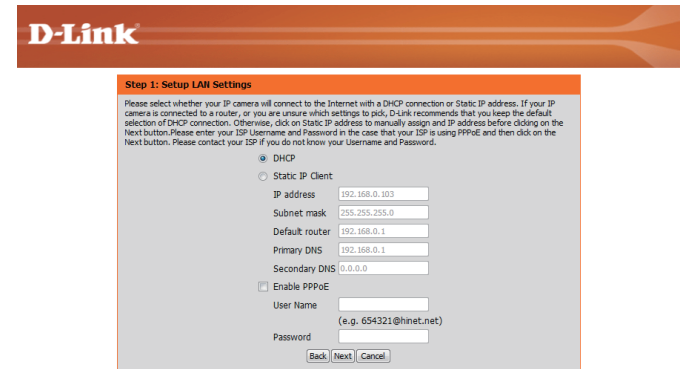 D-Link
Step 1: Setup LAN Settings
Please select whether your IP camera will connect to the Internet with a DHCP connection or Static IP address. If your IP
camera is connected to a router, or you are unsure which settings to pick, D-Link recommends that you keep the default
selection of DHCP connection. Otherwise, click on Static IP address to manually assign and IP address before clicking on the
Next button.Please enter your ISP Username and Password in the case that your ISP is using PPPoE and then click on the
Next button. Please contact your ISP if you do not know your Username and Password.
DHCP
Static IP Client
IP address 192.168.0.103
Subnet mask 255.255.255.0
Default router 192.168.0.1
Primary DNS 192.168.0.1
Secondary DNS 0.0.0.0
Enable PPPoE
User Name
(e.g. 654321@hinet.net)
Password
Back Next Cancel